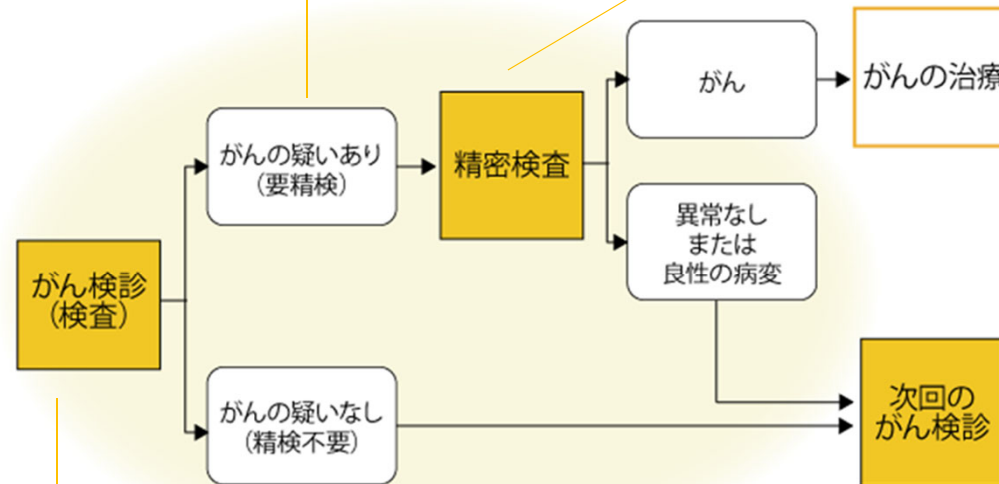 がん
がんの治療
がんの疑いあり
（要精検）
精密検査
異常なし
または
良性の病変
がん検診
（検査）
がんの疑いなし
（精検不要）
次回の
がん検診